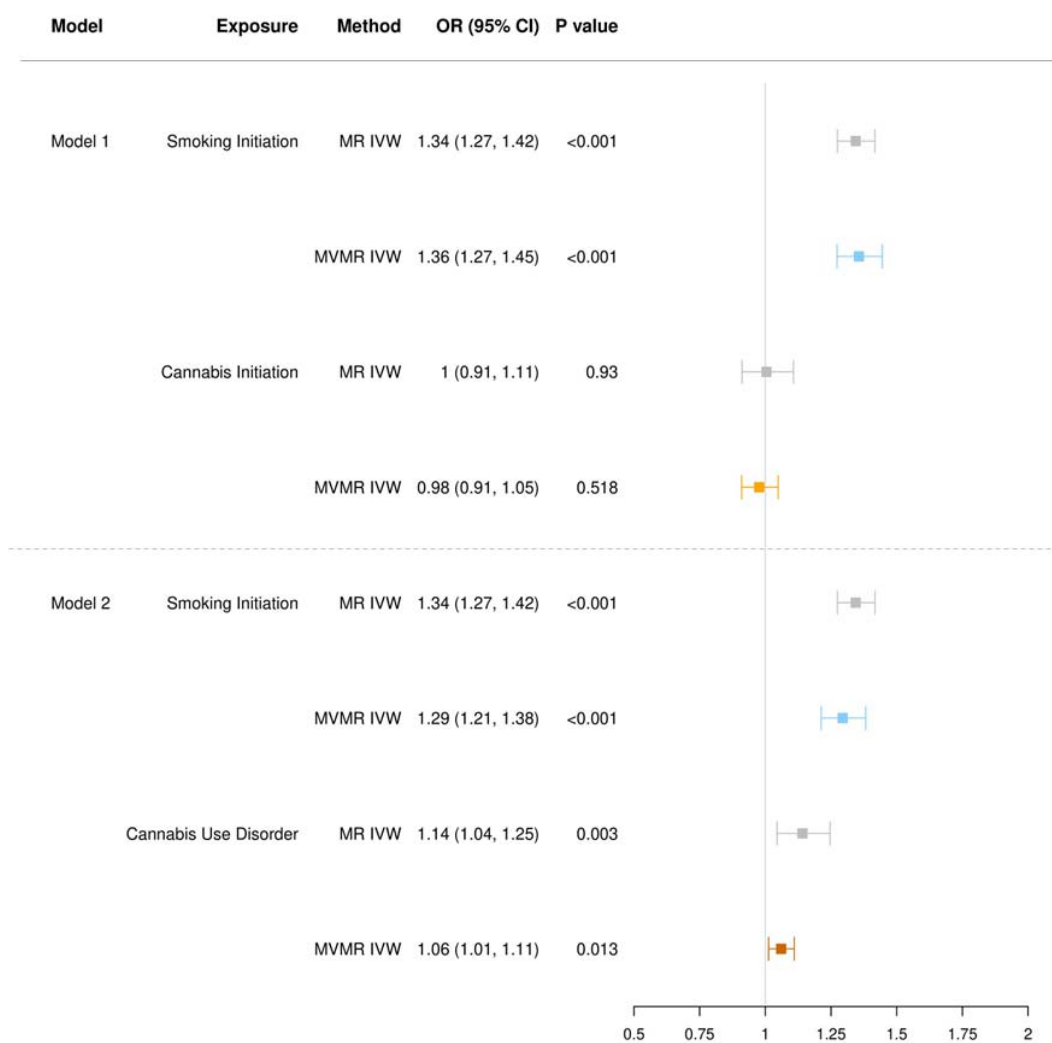 Model Exposure Method OR (95% CI) P value
Model 1 Smoking Initiation MR IVW 1.34 (1.27, 1.42) <0.001
MVMR IVW 1.36 (1.27, 1.45) <0.001
Cannabis Initiation MR IVW 1 (0.91, 1.11) 0.93
MVMR IVW 0.98 (0.91, 1.05) 0.518
Model 2 Smoking Initiation MR IVW 1.34 (1.27, 1.42) <0.001
MVMR IVW 1.29 (1.21, 1.38) <0.001
Cannabis Use Disorder MR IVW 1.14 (1.04, 1.25) 0.003
MVMR IVW 1.06 (1.01, 1.11) 0.013
0.5 0.75 1 1.25 1.5 1.75 2